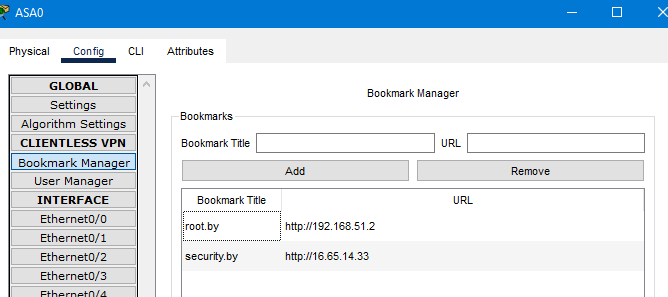 ASA0
Physical Config CLI Attributes
GLOBAL
Settings
Algorithm Settings
CLIENTLESS VPN
Bookmark Manager
User Manager
INTERFACE
Ethernet0/0
Ethernet0/1
Ethernet0/2
Ethernet0/3
Ethernet0/4
Bookmark Manager
Bookmarks
Bookmark Title URL
Add Remove
Bookmark Title URL
root.by http://192.168.51.2
security.by http://16.65.14.33